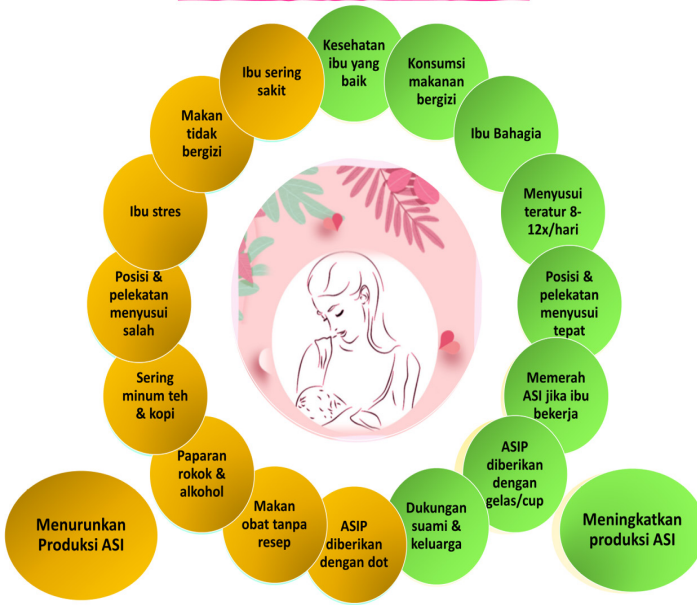 Kesehatan
ibu yang
baik
Konsumsi
makanan
bergizi
Ibu Bahagia
Menyusui
teratur 8-
12x/hari
Posisi &
pelekatan
menyusui
tepat
Memerah
ASI jika ibu
bekerja
ASIP
diberikan
dengan
gelas/cup
Dukungan
suami &
keluarga
Meningkatkan
produksi ASI
Ibu sering
sakit
Makan
tidak
bergizi
Ibu stres
Posisi &
pelekatan
menyusui
salah
Sering
minum teh
& kopi
Paparan
rokok &
alkohol
Makan
obat tanpa
resep
ASIP
diberikan
dengan dot
Menurunkan
Produksi ASI